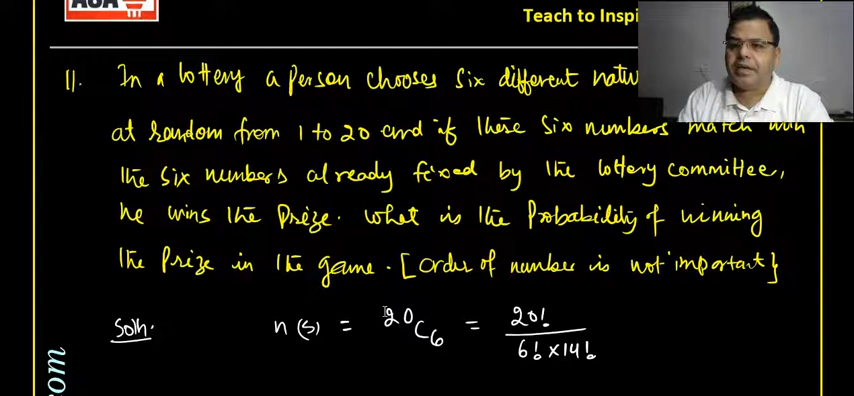 Teach to Inspi
11. In a lottery a Person chooses Six different natu
at random from 1 to 20 and if these Six numbers match with
the six numbers already fixed by the lottery committee,
he wins the Prize. What is the Probability of winning
the Prize in the game. [Order of number is not important]
Soln. n(s) = 20C6 = 20! / 6! × 14!
om